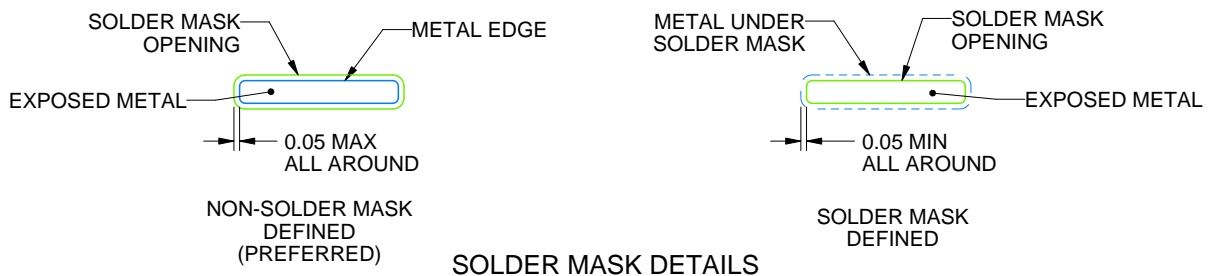 SOLDER MASK
OPENING
METAL EDGE
EXPOSED METAL
0.05 MAX
ALL AROUND
NON-SOLDER MASK
DEFINED
(PREFERRED)
METAL UNDER
SOLDER MASK
SOLDER MASK
OPENING
EXPOSED METAL
0.05 MIN
ALL AROUND
SOLDER MASK
DEFINED
SOLDER MASK DETAILS